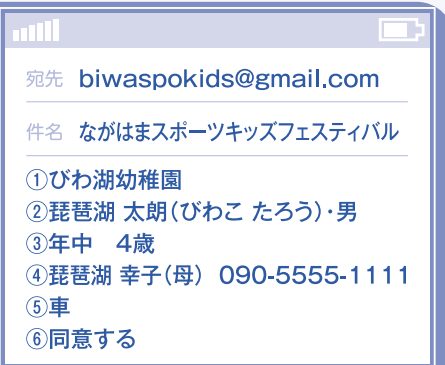 宛先 biwaspokids@gmail.com
件名 ながはまスポーツキッズフェスティバル
①びわ湖幼稚園
②琵琶湖 太朗(びわこ たろう)・男
③年中　4歳
④琵琶湖 幸子(母) 090-5555-1111
⑤車
⑥同意する